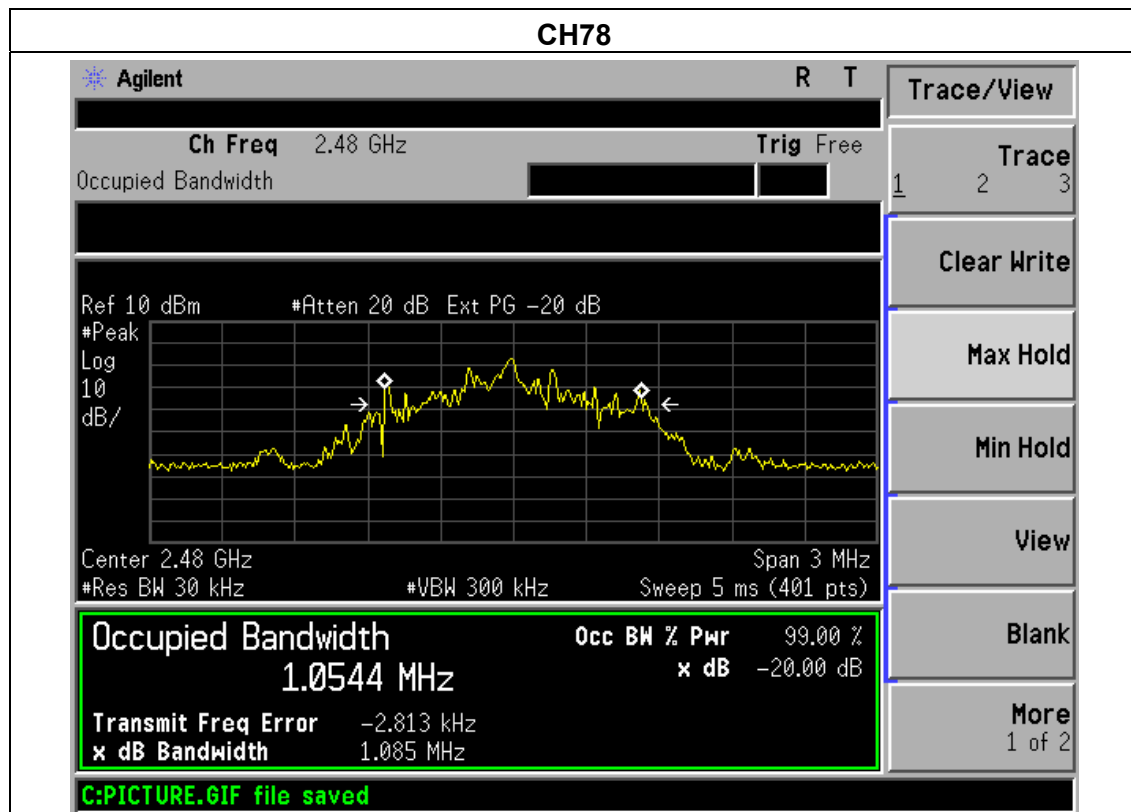 CH78
Agilent R T
Trace/View
Ch Freq 2.48 GHz Trig Free
Occupied Bandwidth
Trace
1 2 3
Clear Write
Ref 10 dBm #Atten 20 dB Ext PG -20 dB
#Peak
Log
10
dB/
Max Hold
Min Hold
View
Center 2.48 GHz Span 3 MHz
#Res BW 30 kHz #VBW 300 kHz Sweep 5 ms (401 pts)
Occupied Bandwidth Occ BW % Pwr 99.00 %
1.0544 MHz x dB -20.00 dB
Blank
Transmit Freq Error -2.813 kHz
x dB Bandwidth 1.085 MHz
More
1 of 2
C:PICTURE.GIF file saved